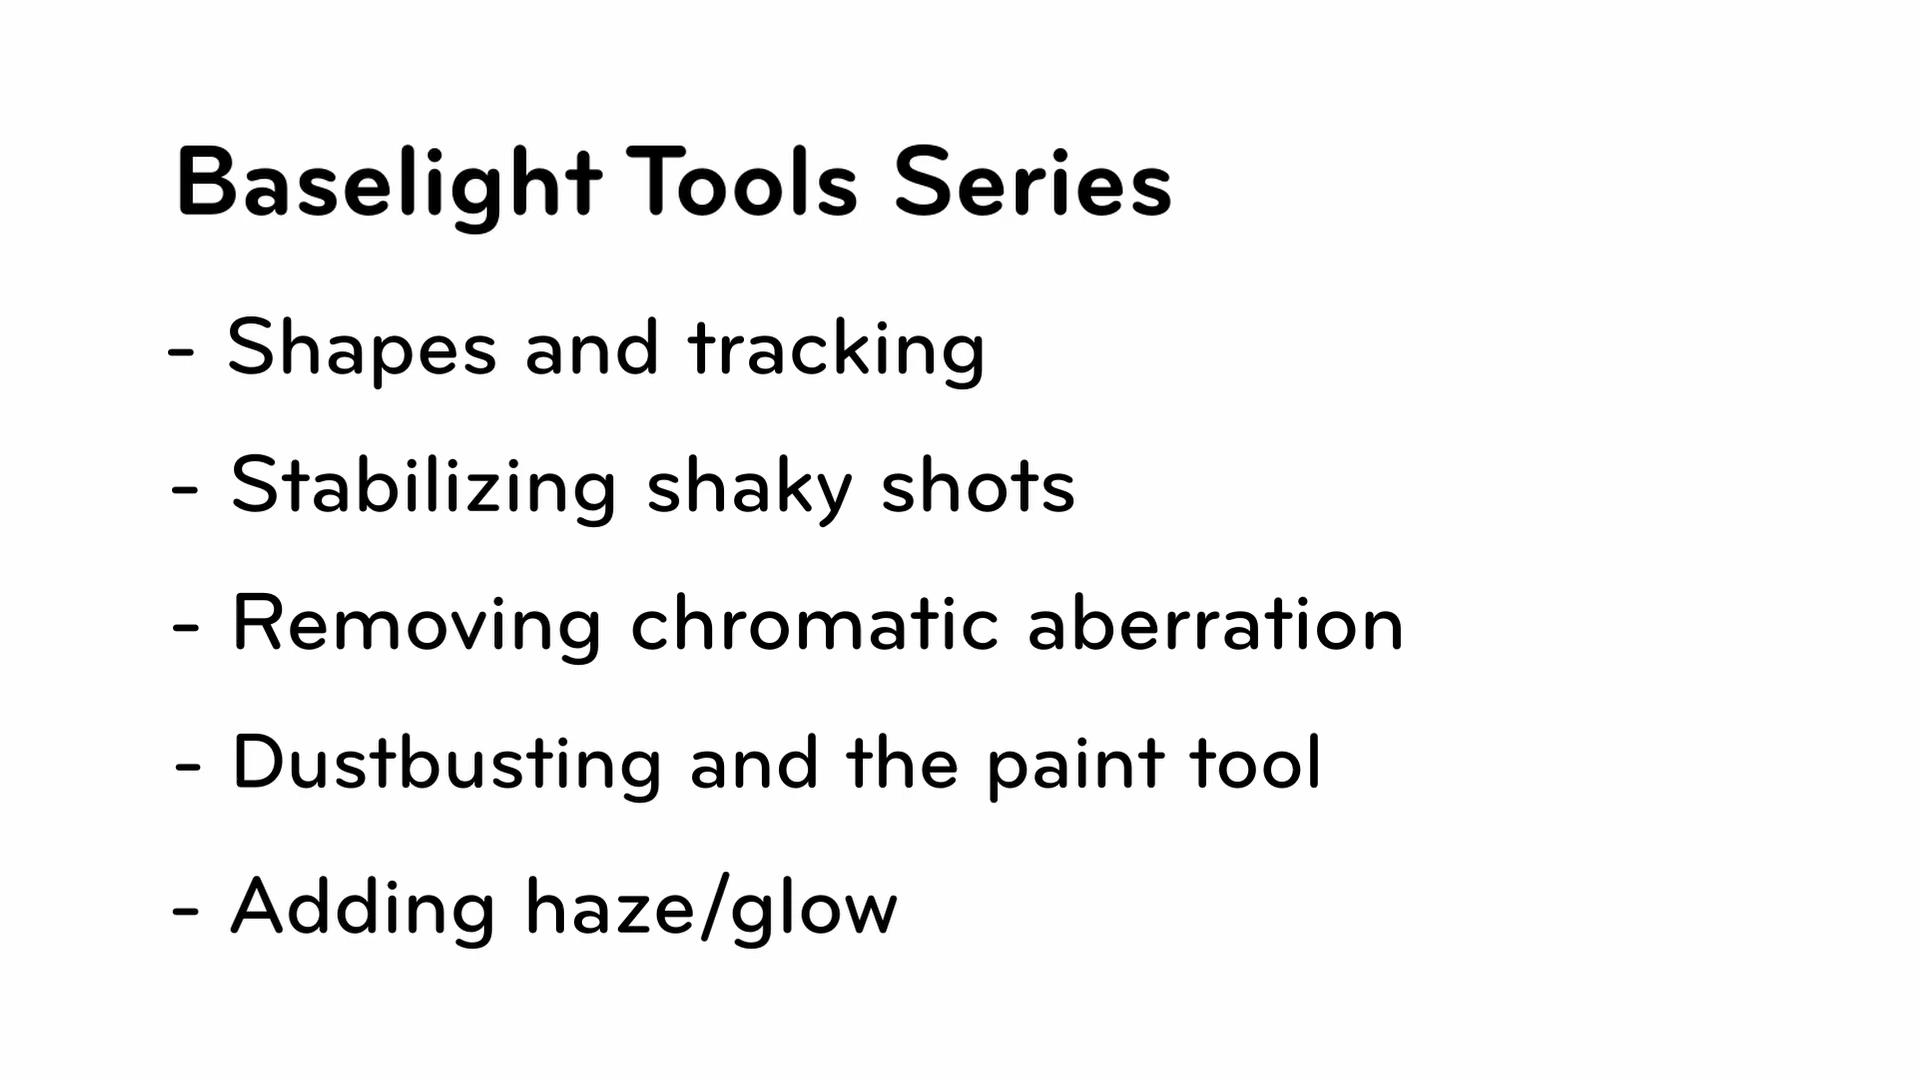 Baselight Tools Series
- Shapes and tracking
- Stabilizing shaky shots
- Removing chromatic aberration
- Dustbusting and the paint tool
- Adding haze/glow